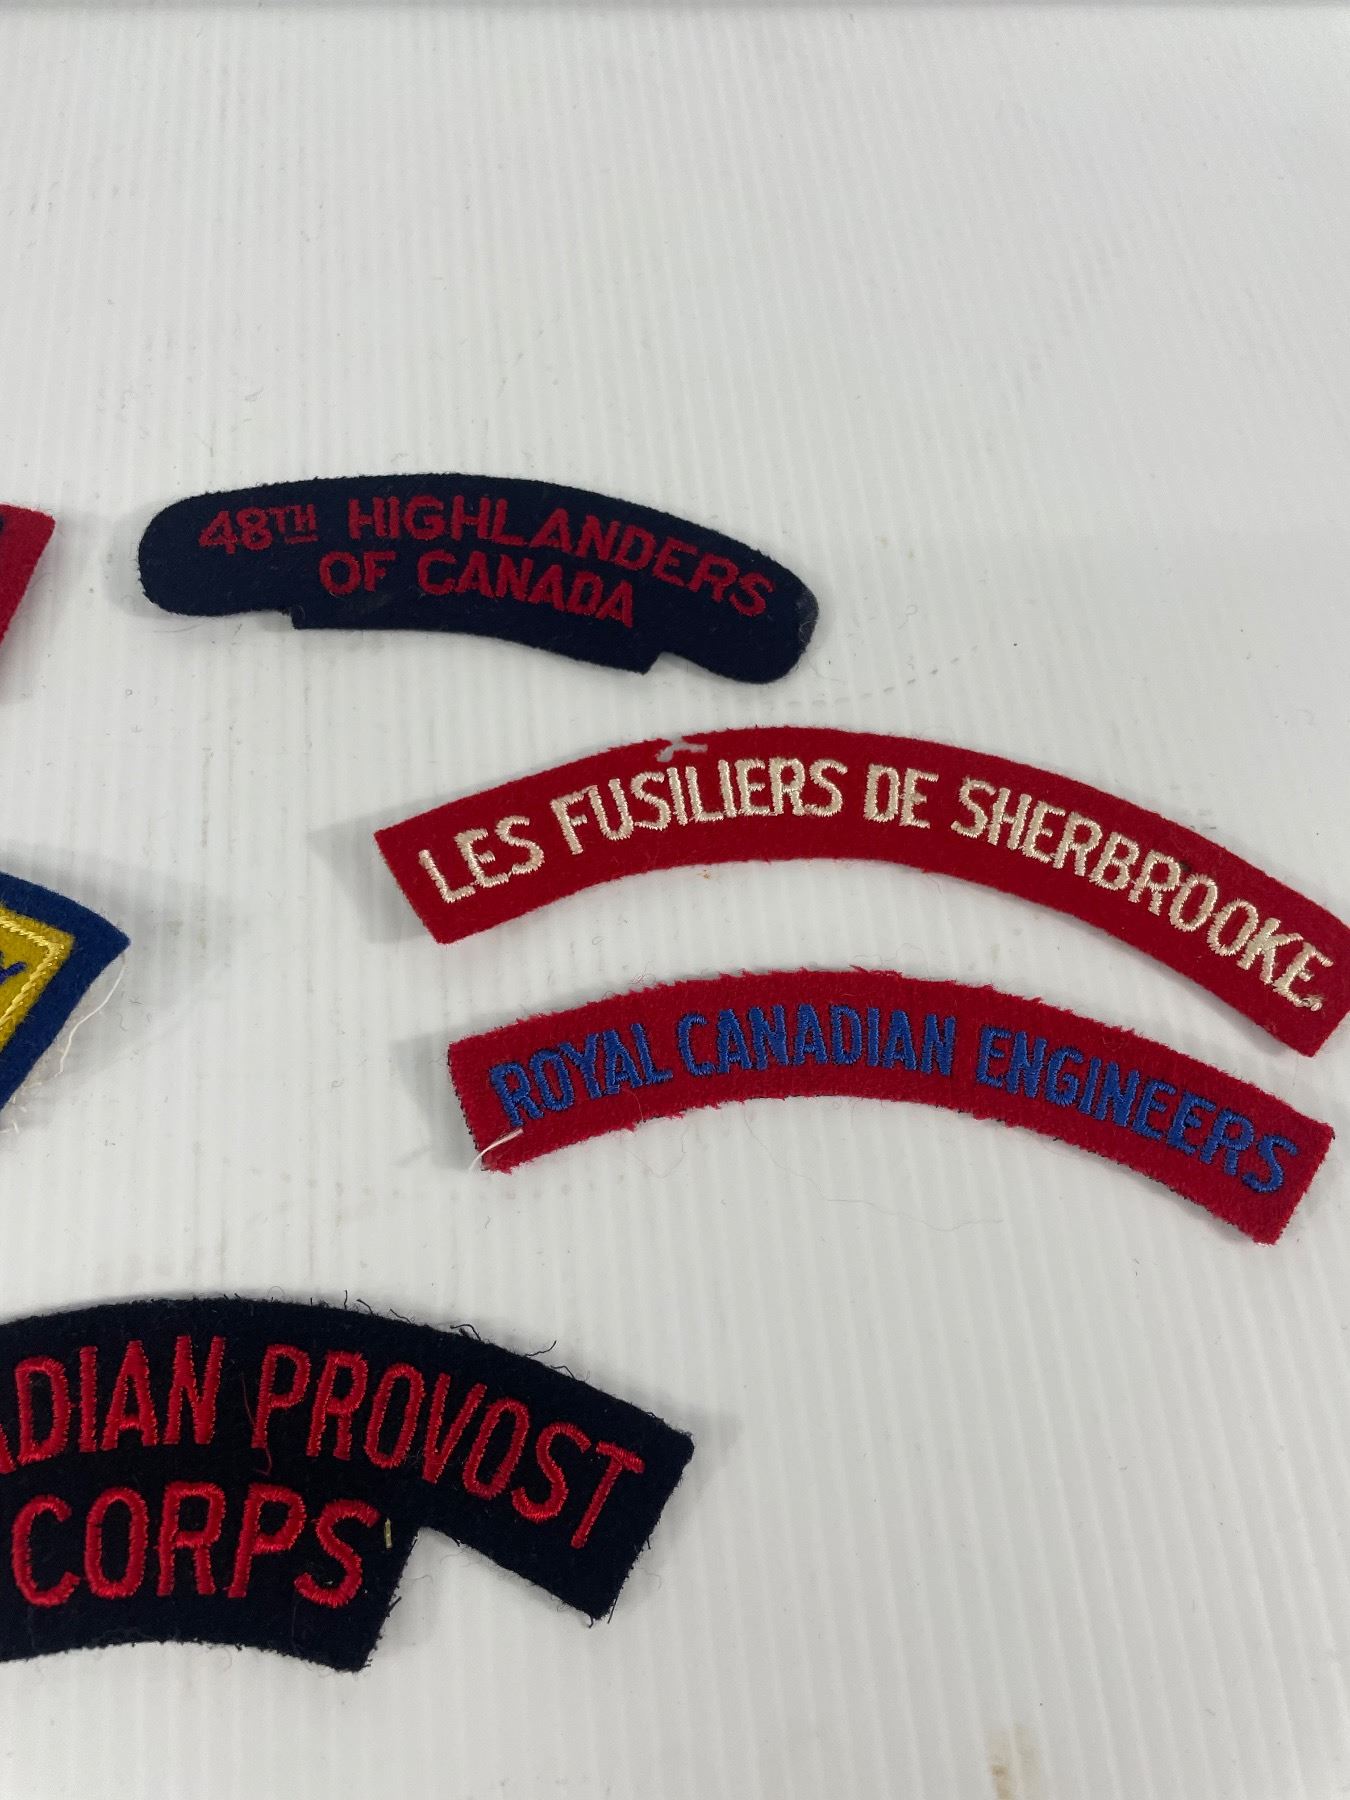 48TH HIGHLANDERS
OF CANADA
LES FUSILIERS DE SHERBROOKE.
ROYAL CANADIAN ENGINEERS
ADIAN PROVOST
CORPS